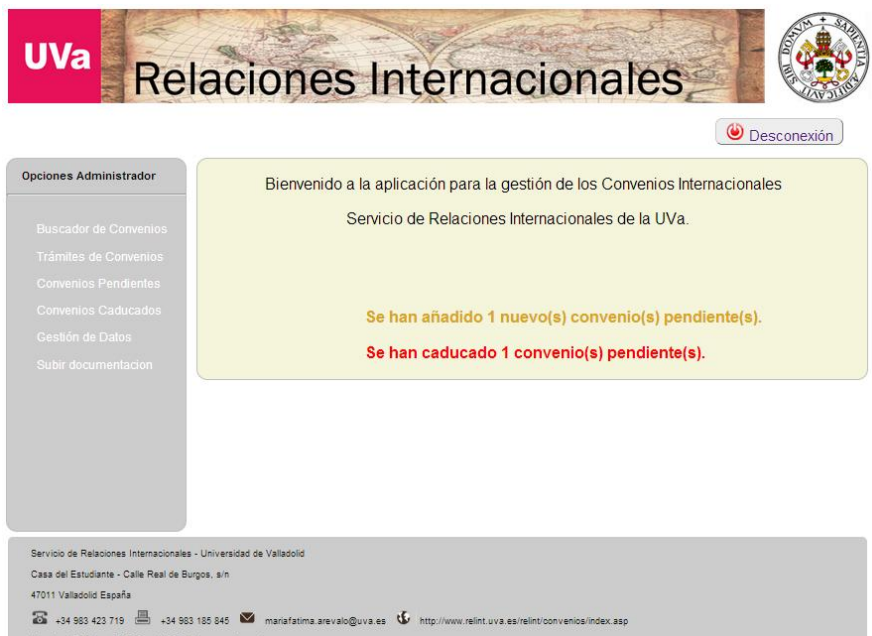 UVa
Relaciones Internacionales
SIBI DOMVM SAPIENTIA ÆDIFICAVIT
Desconexión
Opciones Administrador
Buscador de Convenios
Trámites de Convenios
Convenios Pendientes
Convenios Caducados
Gestión de Datos
Subir documentacion
Bienvenido a la aplicación para la gestión de los Convenios Internacionales
Servicio de Relaciones Internacionales de la UVa.
Se han añadido 1 nuevo(s) convenio(s) pendiente(s).
Se han caducado 1 convenio(s) pendiente(s).
Servicio de Relaciones Internacionales - Universidad de Valladolid
Casa del Estudiante - Calle Real de Burgos, s/n
47011 Valladolid España
+34 983 423 719 +34 983 185 845 mariafatima.arevalo@uva.es http://www.relint.uva.es/relint/convenios/index.asp